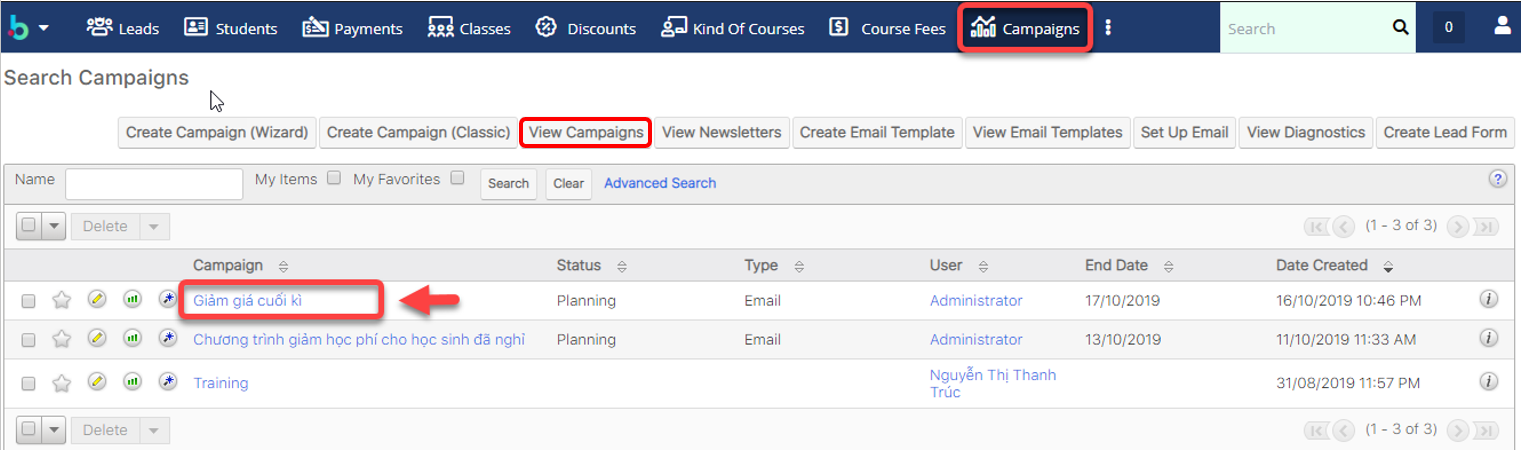 Leads Students Payments Classes Discounts Kind Of Courses Course Fees Campaigns Search 0
Search Campaigns
Create Campaign (Wizard) Create Campaign (Classic) View Campaigns View Newsletters Create Email Template View Email Templates Set Up Email View Diagnostics Create Lead Form
Name My Items My Favorites Search Clear Advanced Search ?
Delete (1 - 3 of 3)
Campaign Status Type User End Date Date Created
Giảm giá cuối kì Planning Email Administrator 17/10/2019 16/10/2019 10:46 PM
Chương trình giảm học phí cho học sinh đã nghỉ Planning Email Administrator 13/10/2019 11/10/2019 11:33 AM
Training Nguyễn Thị Thanh Trúc 31/08/2019 11:57 PM
Delete (1 - 3 of 3)